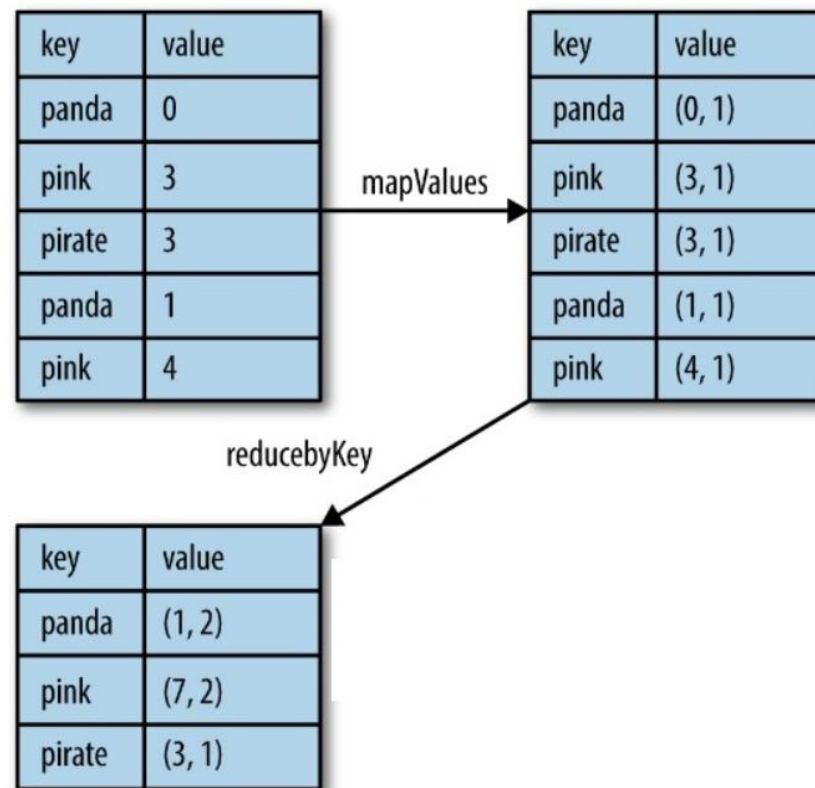 key value
panda 0
pink 3
pirate 3
panda 1
pink 4
mapValues
key value
panda (0, 1)
pink (3, 1)
pirate (3, 1)
panda (1, 1)
pink (4, 1)
reducebyKey
key value
panda (1, 2)
pink (7, 2)
pirate (3, 1)